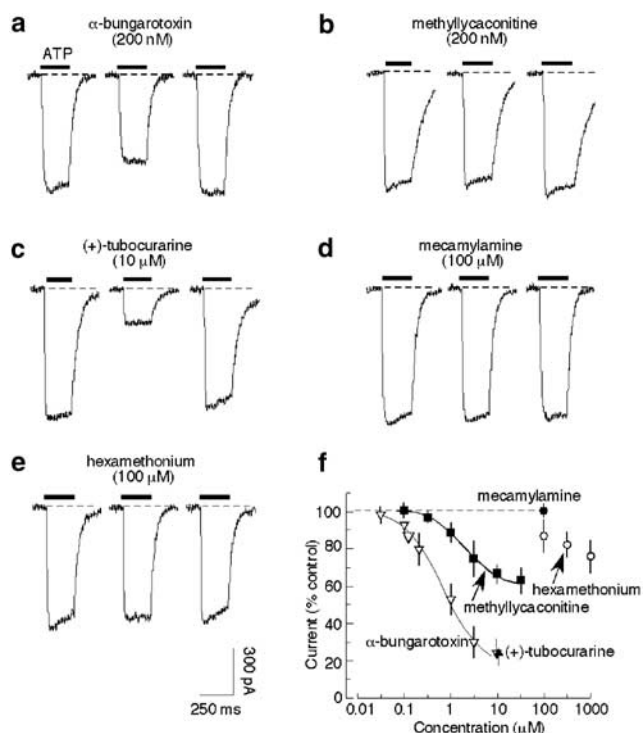 a
α-bungarotoxin
(200 nM)
ATP
b
methyllycaconitine
(200 nM)
c
(+)-tubocurarine
(10 μM)
d
mecamylamine
(100 μM)
e
hexamethonium
(100 μM)
300 pA
250 ms
f
mecamylamine
hexamethonium
methyllycaconitine
α-bungarotoxin
(+)-tubocurarine
Current (% control)
100
80
60
40
20
0
0.01
0.1
1
10
100
1000
Concentration (μM)